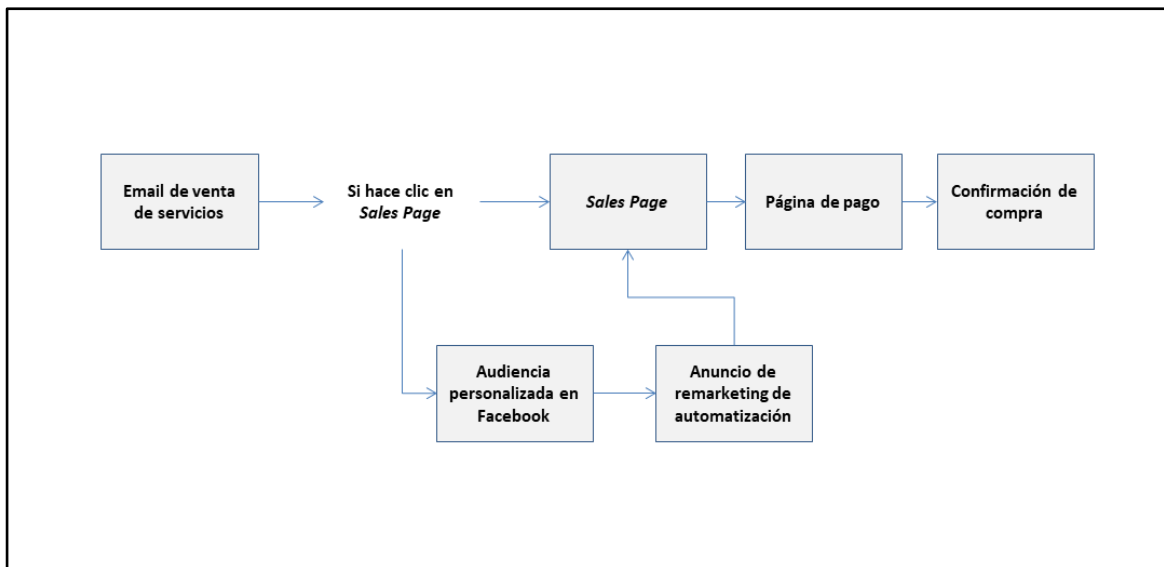 Email de venta
de servicios
Si hace clic en
Sales Page
Sales Page
Página de pago
Confirmación de
compra
Audiencia
personalizada en
Facebook
Anuncio de
remarketing de
automatización